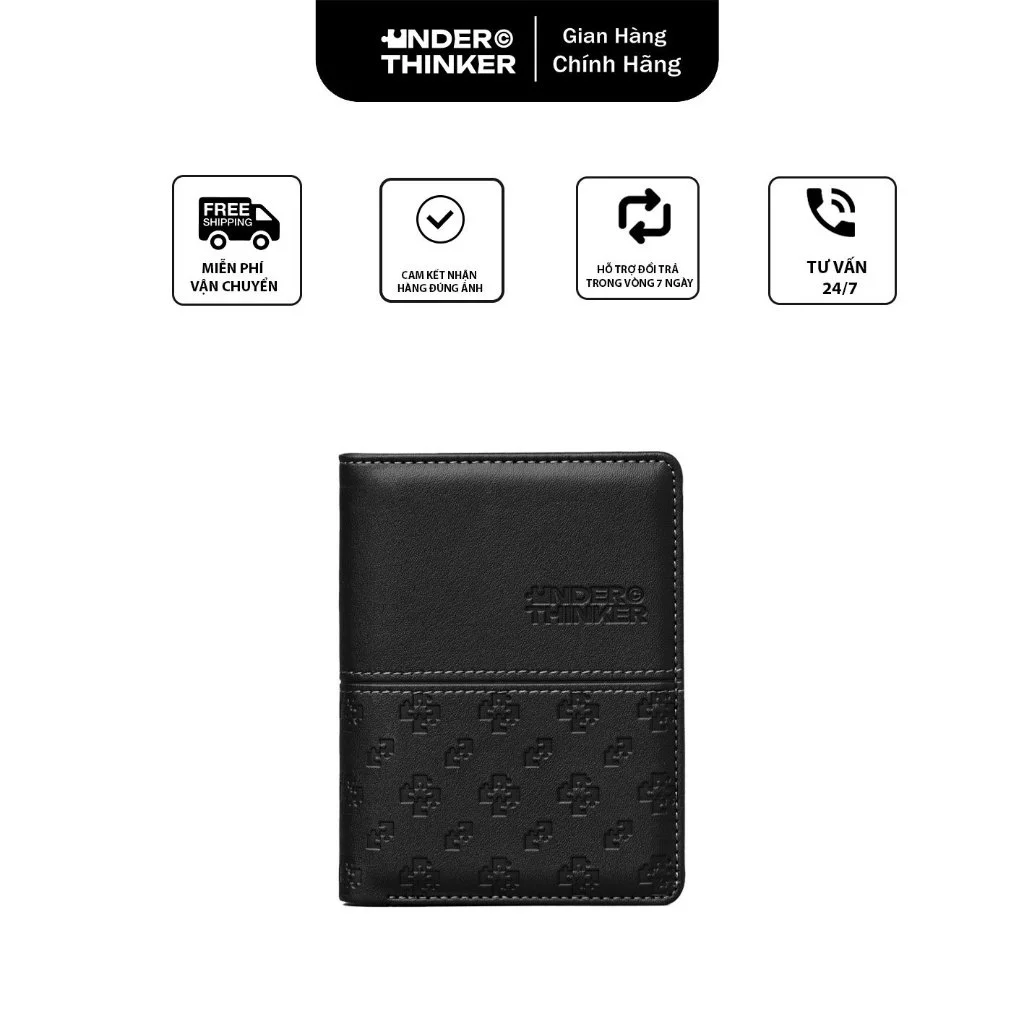 UNDER©
THINKER
Gian Hàng
Chính Hãng
FREE
SHIPPING
MIỄN PHÍ
VẬN CHUYỂN
CAM KẾT NHẬN
HÀNG ĐÚNG ẢNH
HỖ TRỢ ĐỔI TRẢ
TRONG VÒNG 7 NGÀY
TƯ VẤN
24/7
UNDER©
THINKER